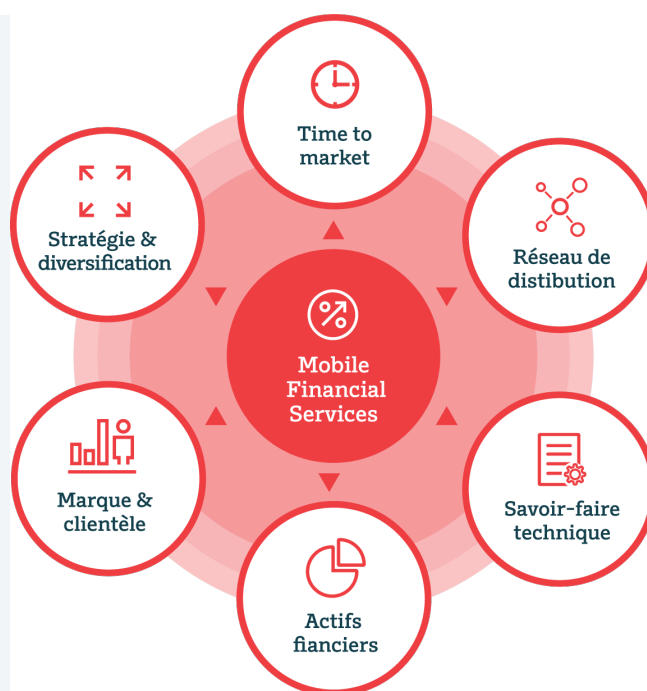 Time to
market
Stratégie &
diversification
Réseau de
distibution
Mobile
Financial
Services
Marque &
clientèle
Savoir-faire
technique
Actifs
fianciers